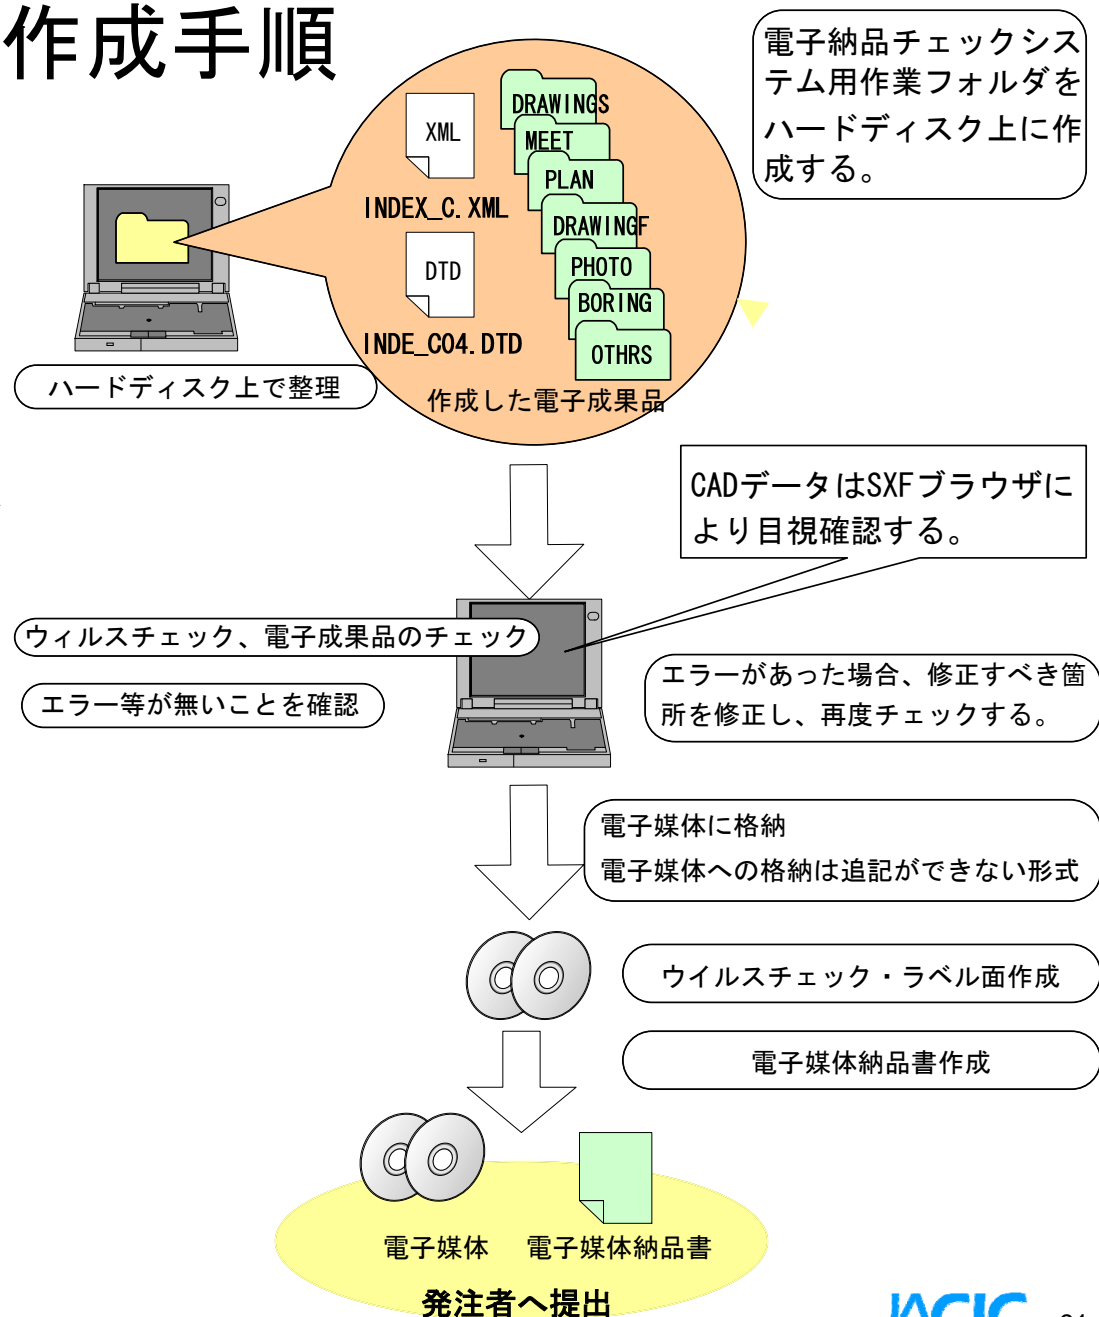 作成手順
電子納品チェックシス
テム用作業フォルダを
ハードディスク上に作
成する。
XML
INDEX_C.XML
DTD
INDE_C04.DTD
DRAWINGS
MEET
PLAN
DRAWINGF
PHOTO
BORING
OTHRS
作成した電子成果品
ハードディスク上で整理
CADデータはSXFブラウザに
より目視確認する。
ウィルスチェック、電子成果品のチェック
エラー等が無いことを確認
エラーがあった場合、修正すべき箇
所を修正し、再度チェックする。
電子媒体に格納
電子媒体への格納は追記ができない形式
ウイルスチェック・ラベル面作成
電子媒体納品書作成
電子媒体
電子媒体納品書
発注者へ提出
JACIC